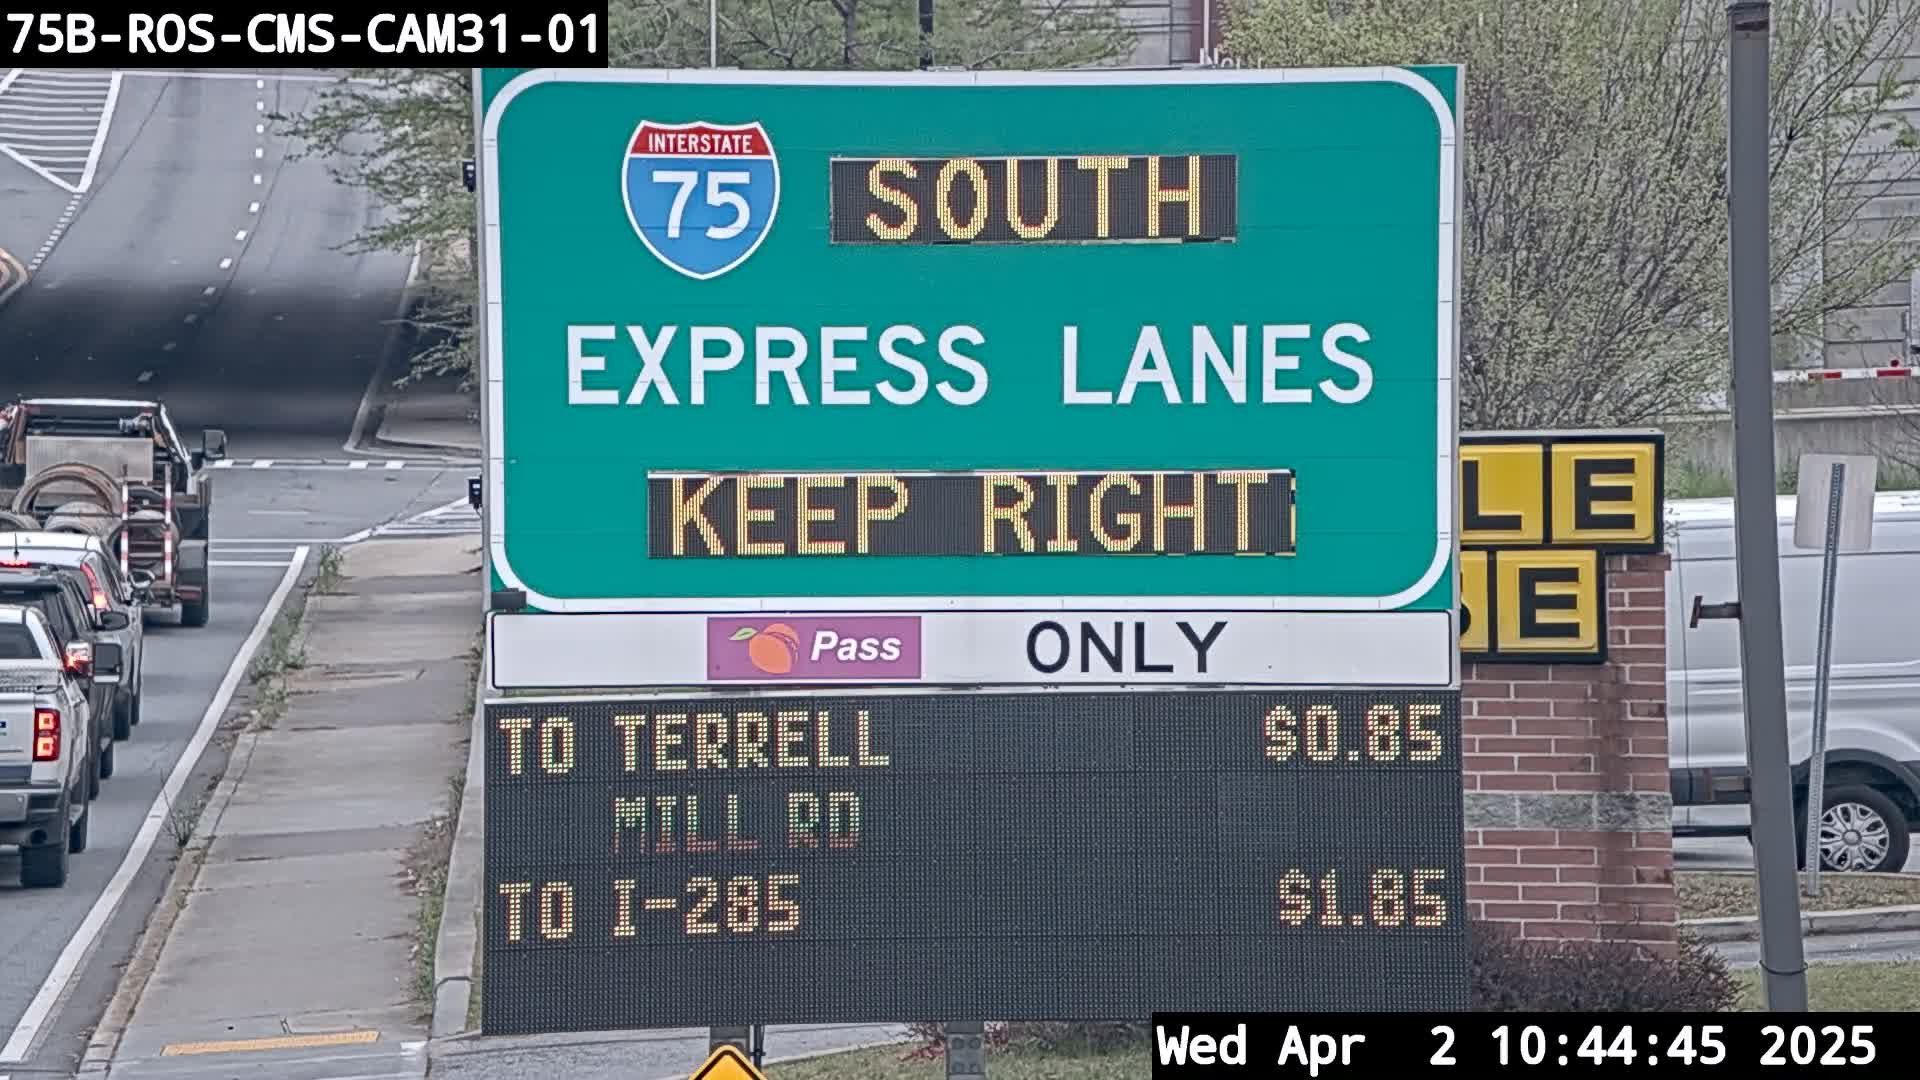 75B-ROS-CMS-CAM31-01
INTERSTATE
75
SOUTH
EXPRESS LANES
KEEP RIGHT
Pass ONLY
TO TERRELL $0.85
MILL RD
TO I-285 $1.85
LE
E
Wed Apr 2 10:44:45 2025